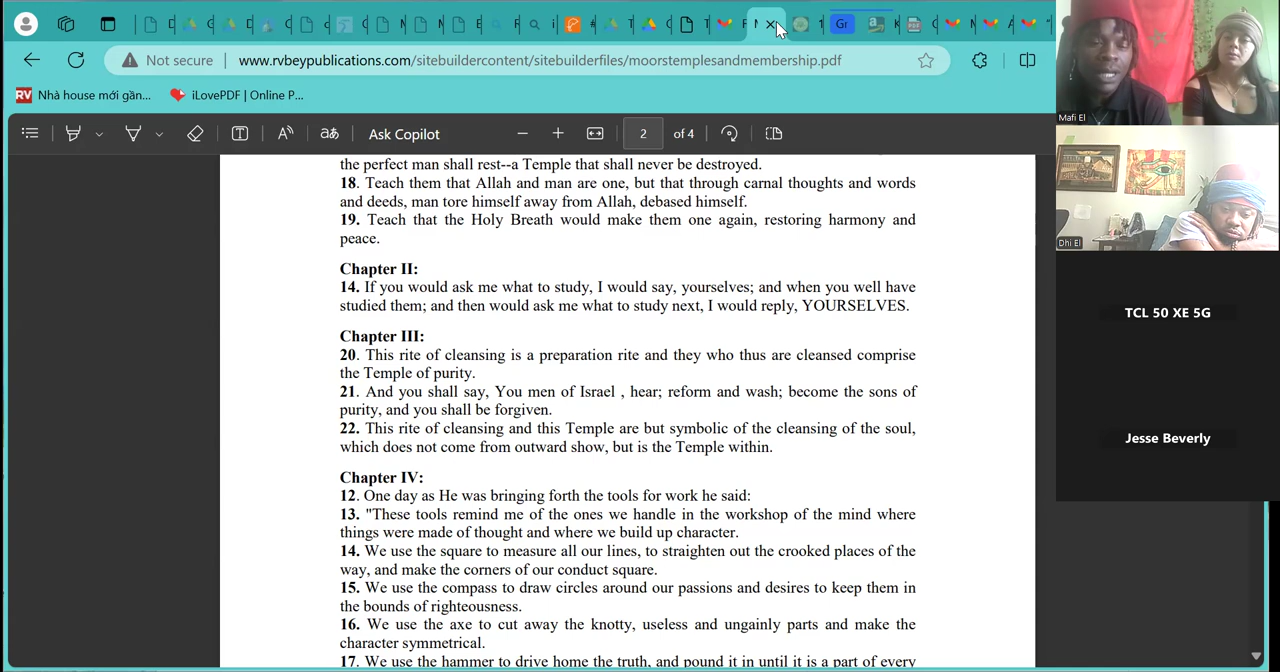 Not secure
www.rvbeypublications.com/sitebuildercontent/sitebuilderfiles/moorstemplesandmembership.pdf
Nhà house mới gần...
iLovePDF | Online P...
Ask Copilot
2 of 4
the perfect man shall rest--a Temple that shall never be destroyed.
18. Teach them that Allah and man are one, but that through carnal thoughts and words
and deeds, man tore himself away from Allah, debased himself.
19. Teach that the Holy Breath would make them one again, restoring harmony and
peace.
Chapter II:
14. If you would ask me what to study, I would say, yourselves; and when you well have
studied them; and then would ask me what to study next, I would reply, YOURSELVES.
Chapter III:
20. This rite of cleansing is a preparation rite and they who thus are cleansed comprise
the Temple of purity.
21. And you shall say, You men of Israel , hear; reform and wash; become the sons of
purity, and you shall be forgiven.
22. This rite of cleansing and this Temple are but symbolic of the cleansing of the soul,
which does not come from outward show, but is the Temple within.
Chapter IV:
12. One day as He was bringing forth the tools for work he said:
13. "These tools remind me of the ones we handle in the workshop of the mind where
things were made of thought and where we build up character.
14. We use the square to measure all our lines, to straighten out the crooked places of the
way, and make the corners of our conduct square.
15. We use the compass to draw circles around our passions and desires to keep them in
the bounds of righteousness.
16. We use the axe to cut away the knotty, useless and ungainly parts and make the
character symmetrical.
17. We use the hammer to drive home the truth, and pound it in until it is a part of every
Mafi El
Dhi El
TCL 50 XE 5G
Jesse Beverly